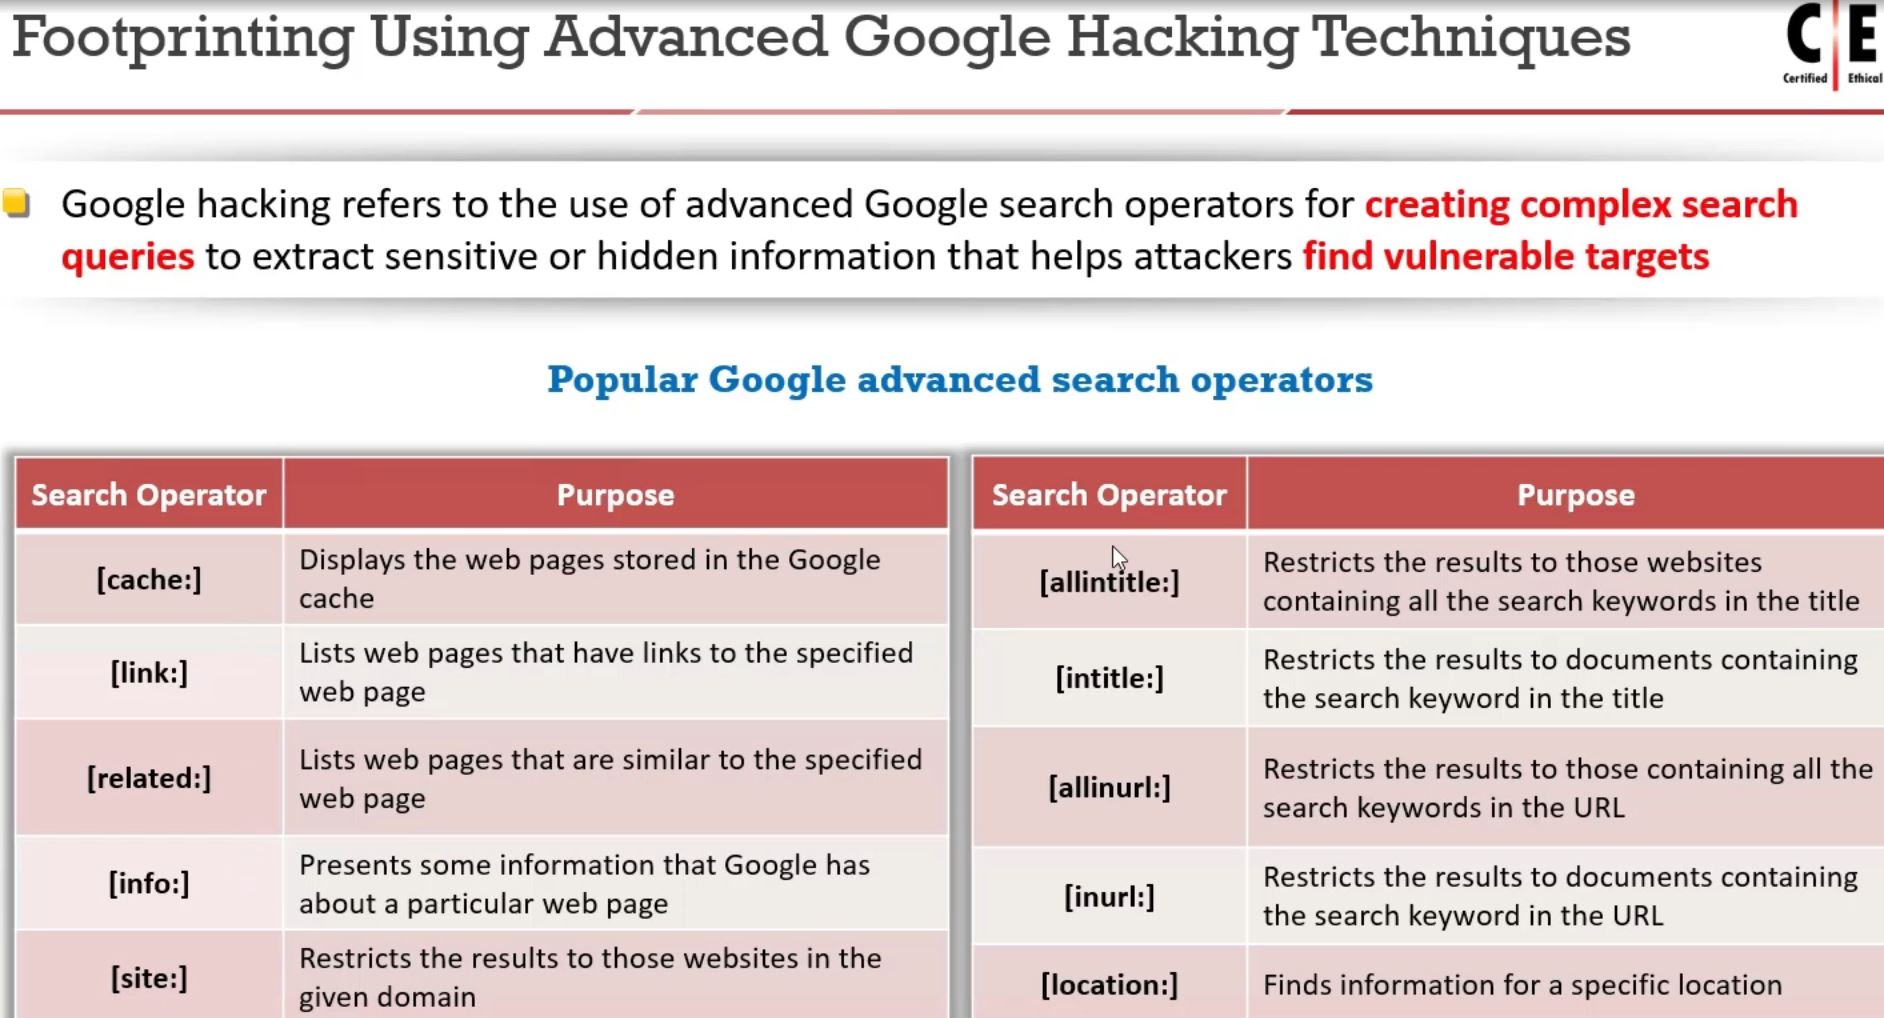 Footprinting Using Advanced Google Hacking Techniques
C E
Certified Ethical
Google hacking refers to the use of advanced Google search operators for creating complex search
queries to extract sensitive or hidden information that helps attackers find vulnerable targets
Popular Google advanced search operators
Search Operator Purpose
[cache:] Displays the web pages stored in the Google
cache
[link:] Lists web pages that have links to the specified
web page
[related:] Lists web pages that are similar to the specified
web page
[info:] Presents some information that Google has
about a particular web page
[site:] Restricts the results to those websites in the
given domain
Search Operator Purpose
[allintitle:] Restricts the results to those websites
containing all the search keywords in the title
[intitle:] Restricts the results to documents containing
the search keyword in the title
[allinurl:] Restricts the results to those containing all the
search keywords in the URL
[inurl:] Restricts the results to documents containing
the search keyword in the URL
[location:] Finds information for a specific location